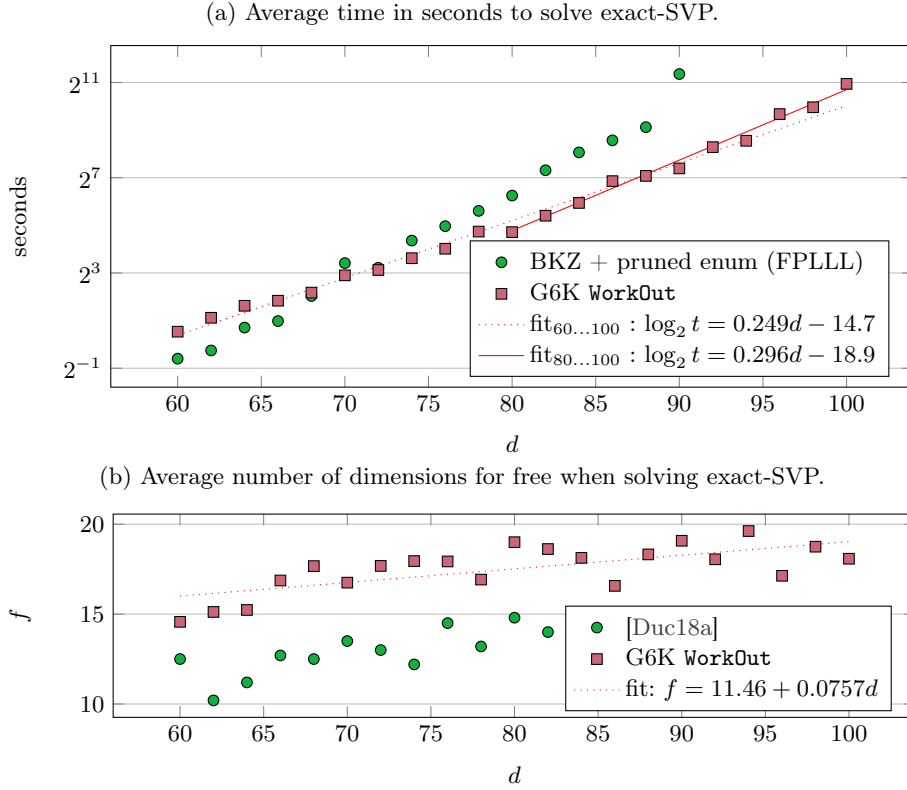 (a) Average time in seconds to solve exact-SVP.
2^11
2^7
2^3
2^−1
seconds
BKZ + pruned enum (FPLLL)
G6K WorkOut
fit_60...100 : log_2 t = 0.249d − 14.7
fit_80...100 : log_2 t = 0.296d − 18.9
60 65 70 75 80 85 90 95 100
d
(b) Average number of dimensions for free when solving exact-SVP.
20
15
10
f
[Duc18a]
G6K WorkOut
fit: f = 11.46 + 0.0757d
60 65 70 75 80 85 90 95 100
d